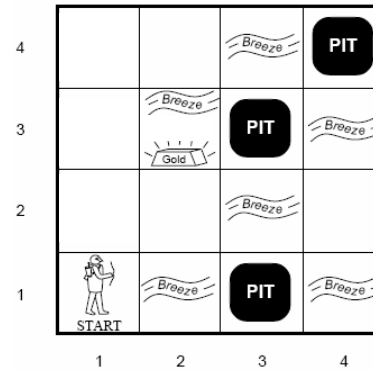 4 Breeze PIT
Breeze
3 PIT Breeze
Gold
2 Breeze
Breeze PIT Breeze
1
START
1 2 3 4